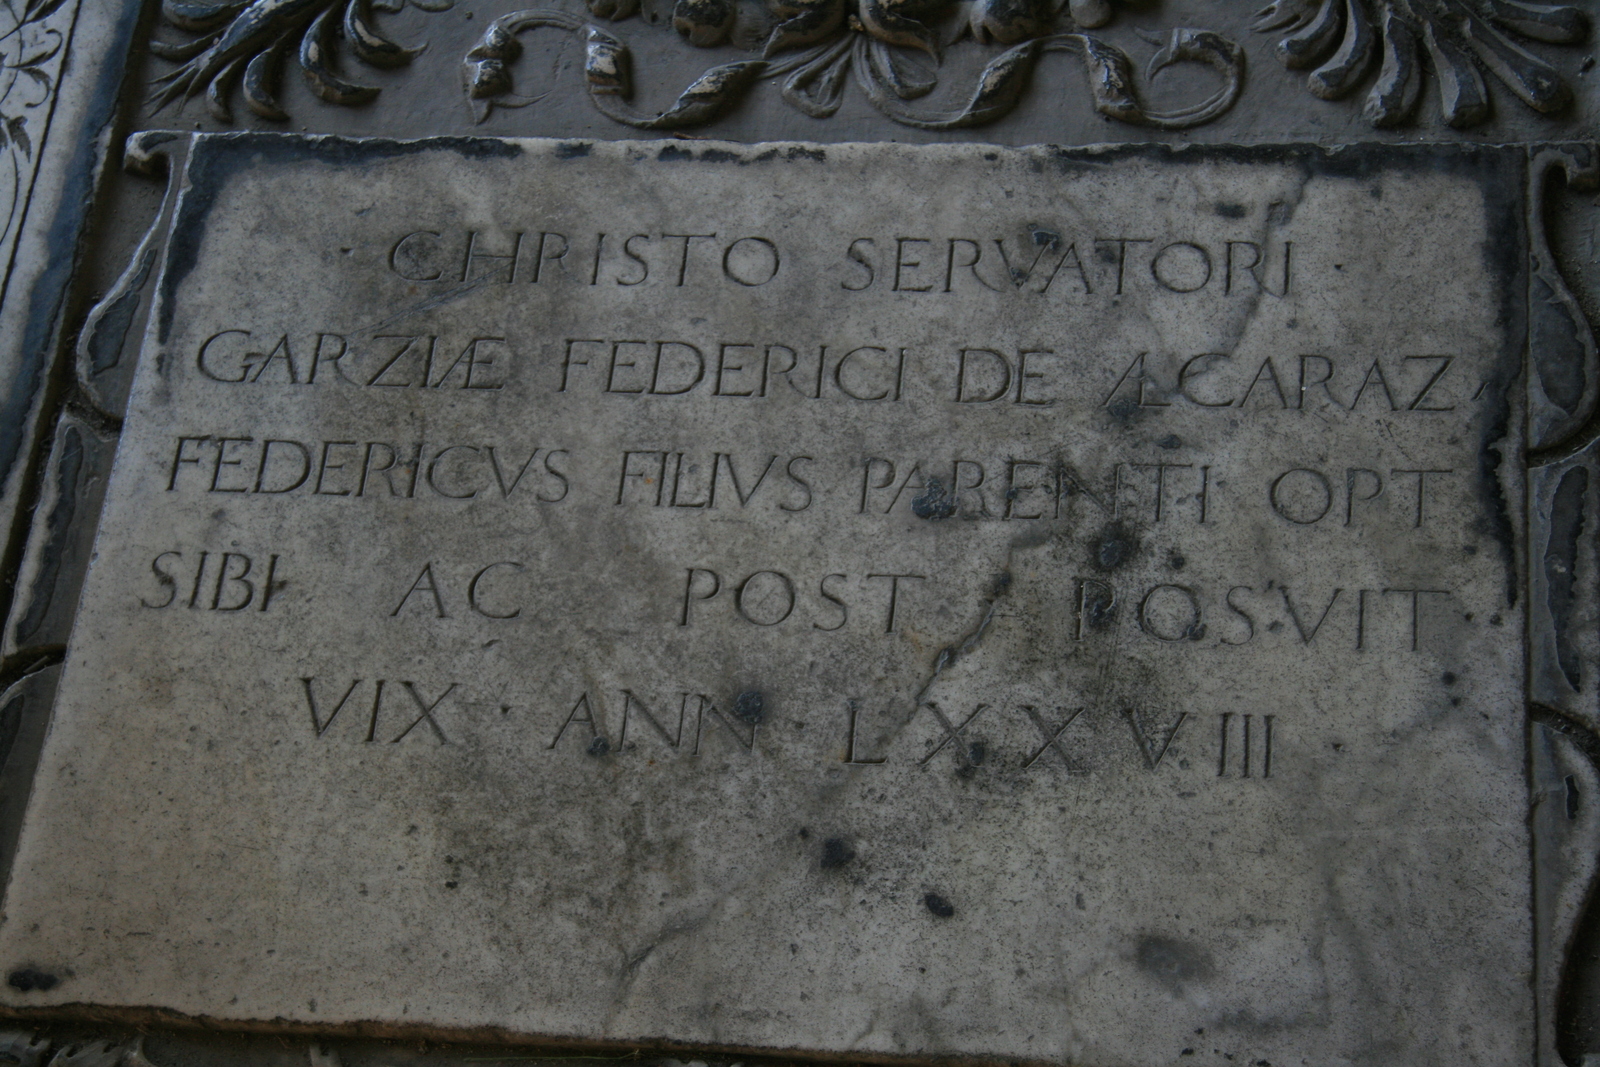 CHRISTO SERVATORI
GARZIÆ FEDERICI DE ALCARAZ
FEDERICVS FILIVS PARENTI OPT
SIBI AC POST POSVIT
VIX · ANN LXXVIII